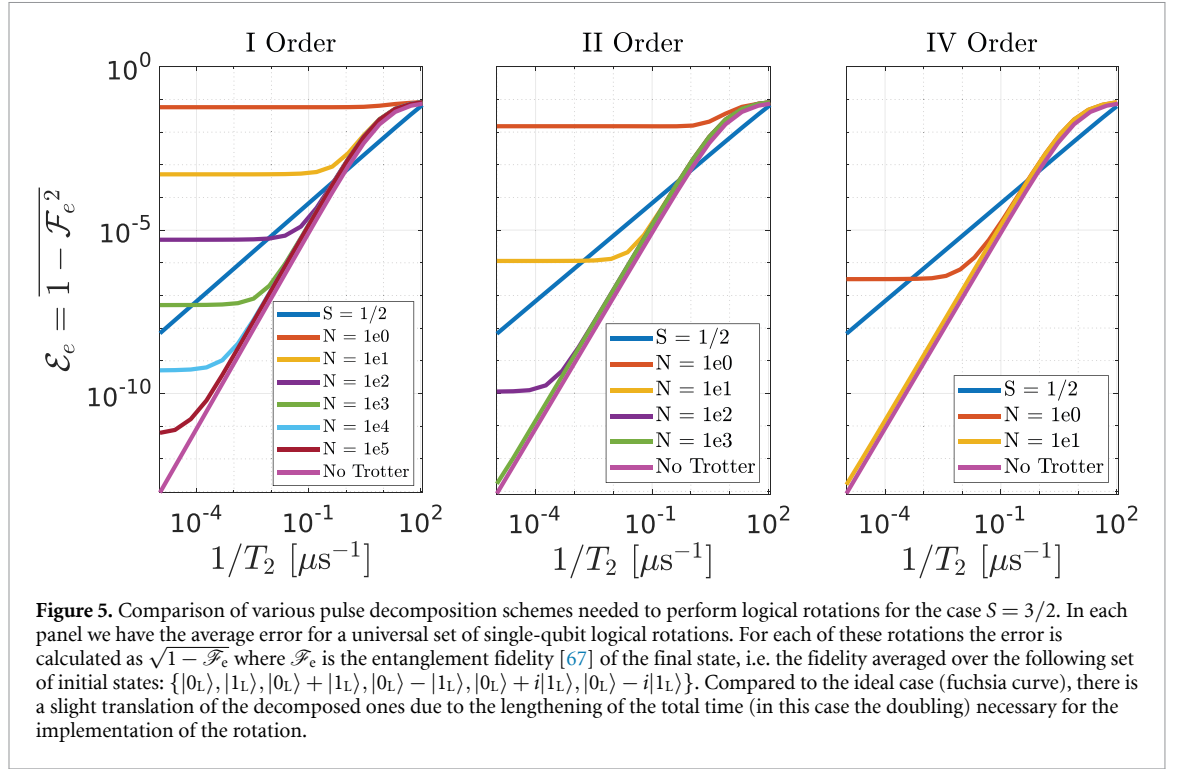 I Order
II Order
IV Order
10^0
10^-5
10^-10
ℰ_e = \overline{1 − ℱ_e^2}
S = 1/2
N = 1e0
N = 1e1
N = 1e2
N = 1e3
N = 1e4
N = 1e5
No Trotter
S = 1/2
N = 1e0
N = 1e1
N = 1e2
N = 1e3
No Trotter
S = 1/2
N = 1e0
N = 1e1
No Trotter
10^-4 10^-1 10^2
10^-4 10^-1 10^2
10^-4 10^-1 10^2
1/T_2 [μs^-1]
1/T_2 [μs^-1]
1/T_2 [μs^-1]
Figure 5. Comparison of various pulse decomposition schemes needed to perform logical rotations for the case S = 3/2. In each
panel we have the average error for a universal set of single-qubit logical rotations. For each of these rotations the error is
calculated as √(1 − ℱ_e) where ℱ_e is the entanglement fidelity [67] of the final state, i.e. the fidelity averaged over the following set
of initial states: {|0_L⟩, |1_L⟩, |0_L⟩ + |1_L⟩, |0_L⟩ − |1_L⟩, |0_L⟩ + i|1_L⟩, |0_L⟩ − i|1_L⟩}. Compared to the ideal case (fuchsia curve), there is
a slight translation of the decomposed ones due to the lengthening of the total time (in this case the doubling) necessary for the
implementation of the rotation.